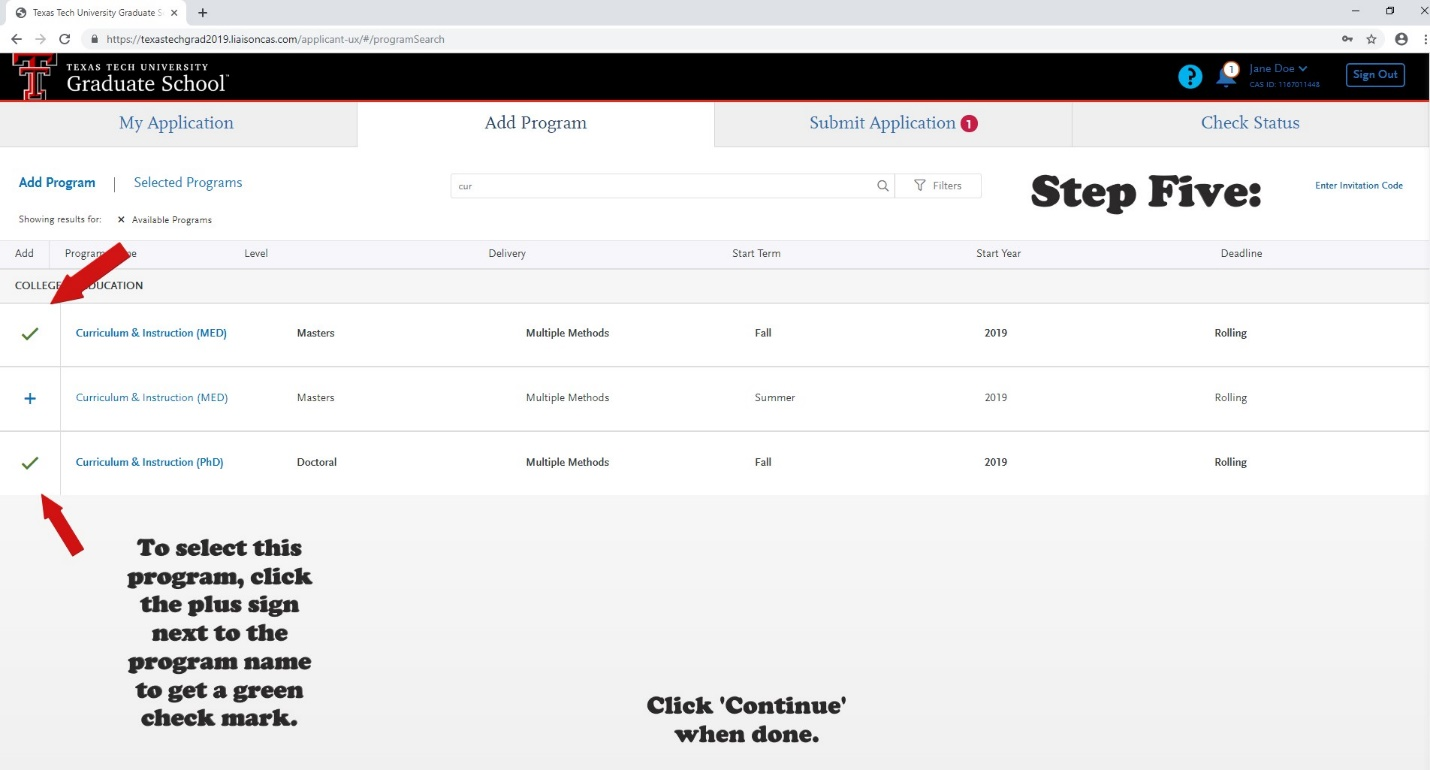 Texas Tech University Graduate S
https://texastechgrad2019.liaisoncas.com/applicant-ux/#/programSearch
TEXAS TECH UNIVERSITY
Graduate School™
1
Jane Doe
CAS ID: 1167011448
Sign Out
My Application
Add Program
Submit Application 1
Check Status
Add Program | Selected Programs
cur
Filters
Step Five:
Enter Invitation Code
Showing results for: × Available Programs
Add Level Delivery Start Term Start Year Deadline
Curriculum & Instruction (MED) Masters Multiple Methods Fall 2019 Rolling
Curriculum & Instruction (MED) Masters Multiple Methods Summer 2019 Rolling
Curriculum & Instruction (PhD) Doctoral Multiple Methods Fall 2019 Rolling
To select this
program, click
the plus sign
next to the
program name
to get a green
check mark.
Click 'Continue'
when done.